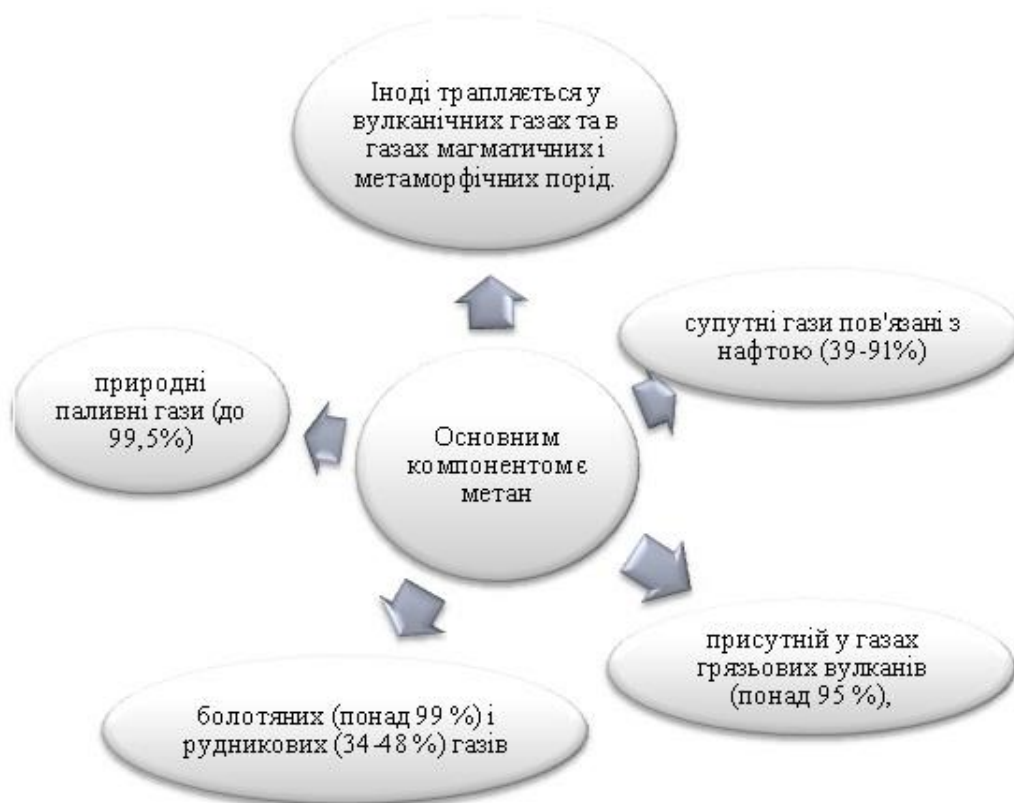 Іноді трапляється у
вулканічних газах та в
газах магматичних і
метаморфічних порід.
супутні гази пов'язані з
нафтою (39-91%)
природні
паливні гази (до
99,5%)
Основним
компонентом є
метан
присутній у газах
грязьових вулканів
(понад 95 %),
болотяних (понад 99 %) і
рудникових (34-48 %) газів